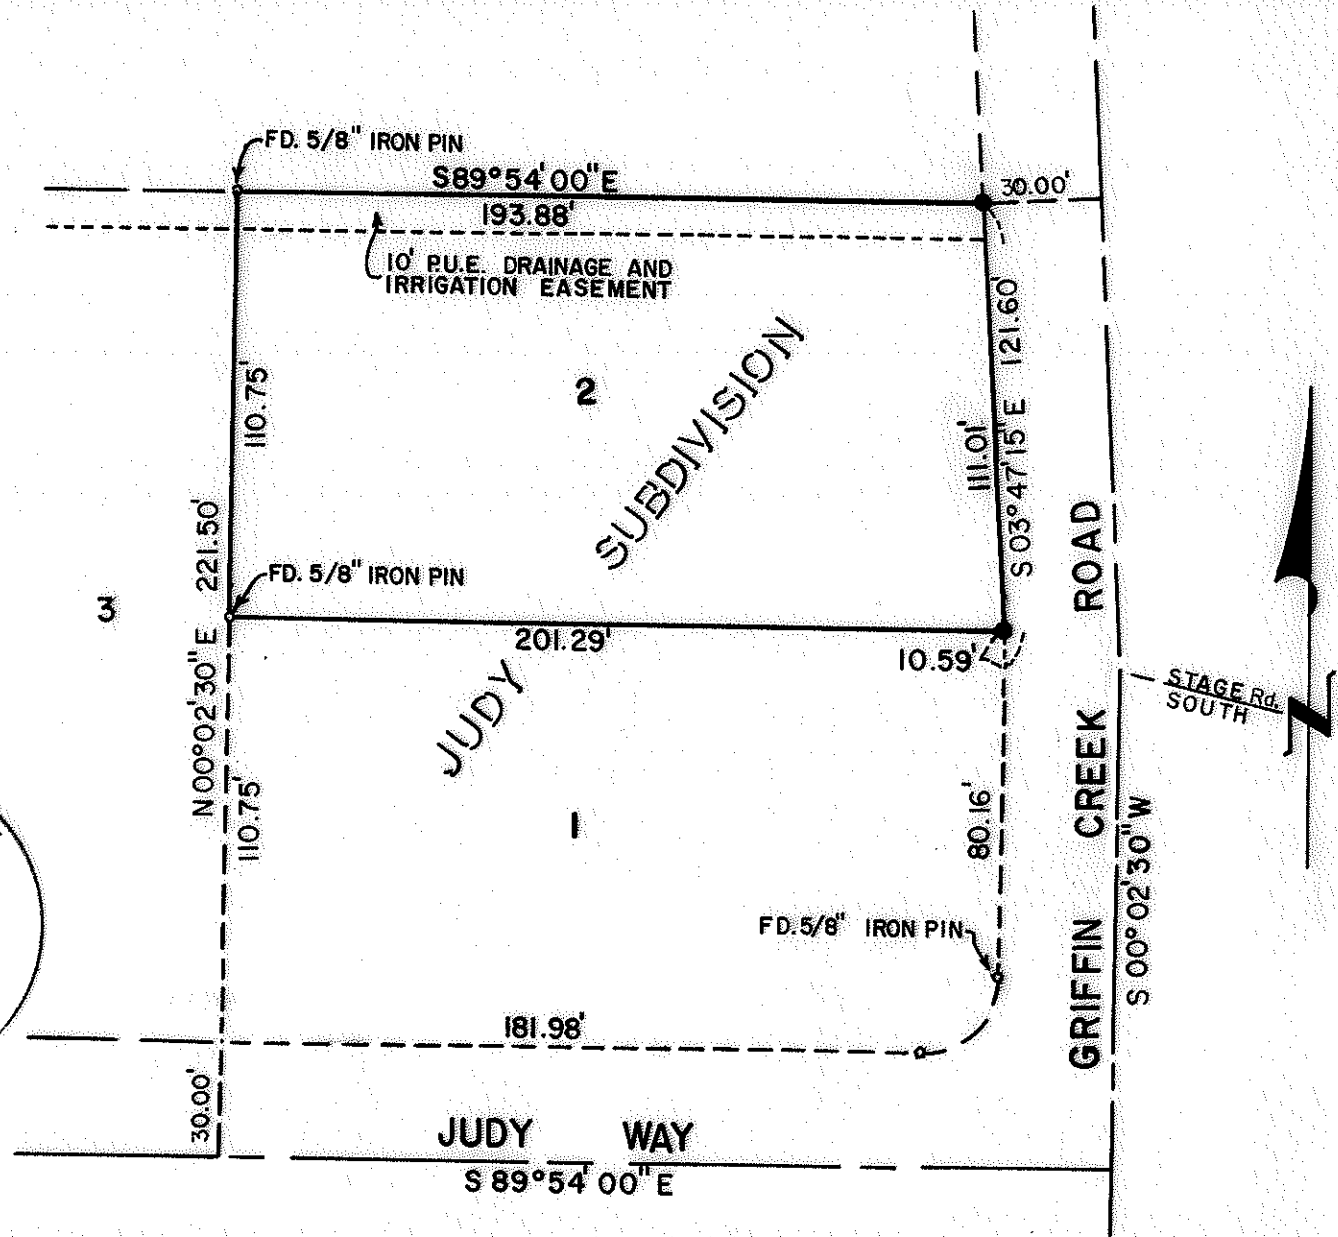 FD. 5/8" IRON PIN
S89°54'00"E
193.88'
30.00'
10' P.U.E. DRAINAGE AND
IRRIGATION EASEMENT
121.60'
S 03°47'15" E
111.01'
110.75'
2
SUBDIVISION
221.50'
N 00°02'30" E
FD. 5/8" IRON PIN
3
201.29'
10.59'
JUDY
ROAD
CREEK
GRIFFIN
STAGE Rd.
SOUTH
N
110.75'
1
80.16'
S 00°02'30" W
FD. 5/8" IRON PIN
181.98'
30.00'
JUDY WAY
S 89°54'00" E